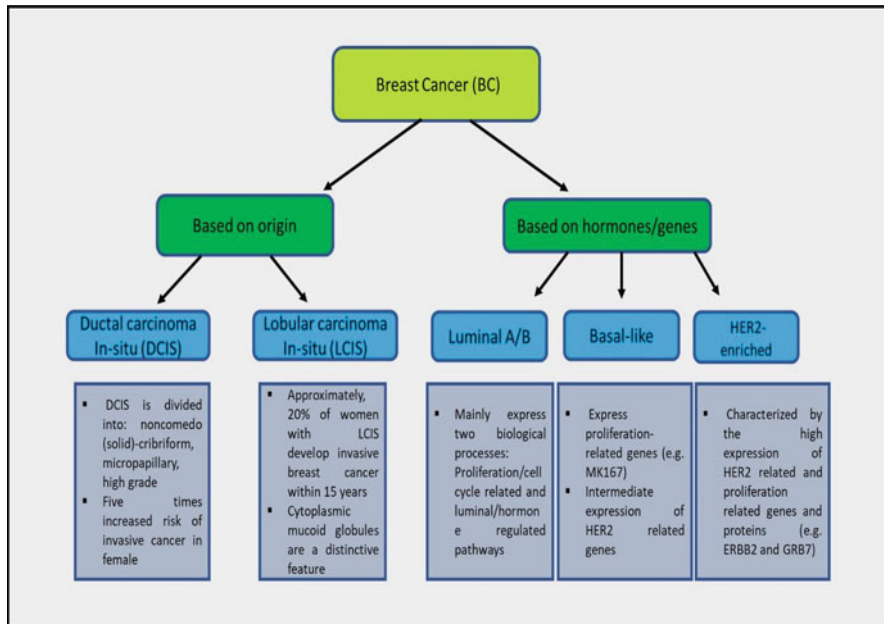 Breast Cancer (BC)
Based on origin
Based on hormones/genes
Ductal carcinoma
In-situ (DCIS)
Lobular carcinoma
In-situ (LCIS)
Luminal A/B
Basal-like
HER2-
enriched
▪ DCIS is divided
into: noncomedo
(solid)-cribriform,
micropapillary,
high grade
▪ Five times
increased risk of
invasive cancer in
female
▪ Approximately,
20% of women
with LCIS
develop invasive
breast cancer
within 15 years
▪ Cytoplasmic
mucoid globules
are a distinctive
feature
▪ Mainly express
two biological
processes:
Proliferation/cell
cycle related and
luminal/hormon
e regulated
pathways
▪ Express
proliferation-
related genes (e.g.
MK167)
▪ Intermediate
expression of
HER2 related
genes
▪ Characterized by
the high
expression of
HER2 related and
proliferation
related genes and
proteins (e.g.
ERBB2 and GRB7)